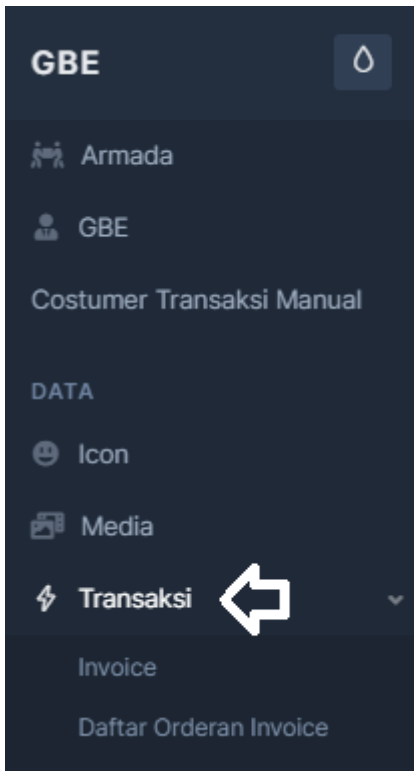 GBE
Armada
GBE
Costumer Transaksi Manual
DATA
Icon
Media
Transaksi
Invoice
Daftar Orderan Invoice